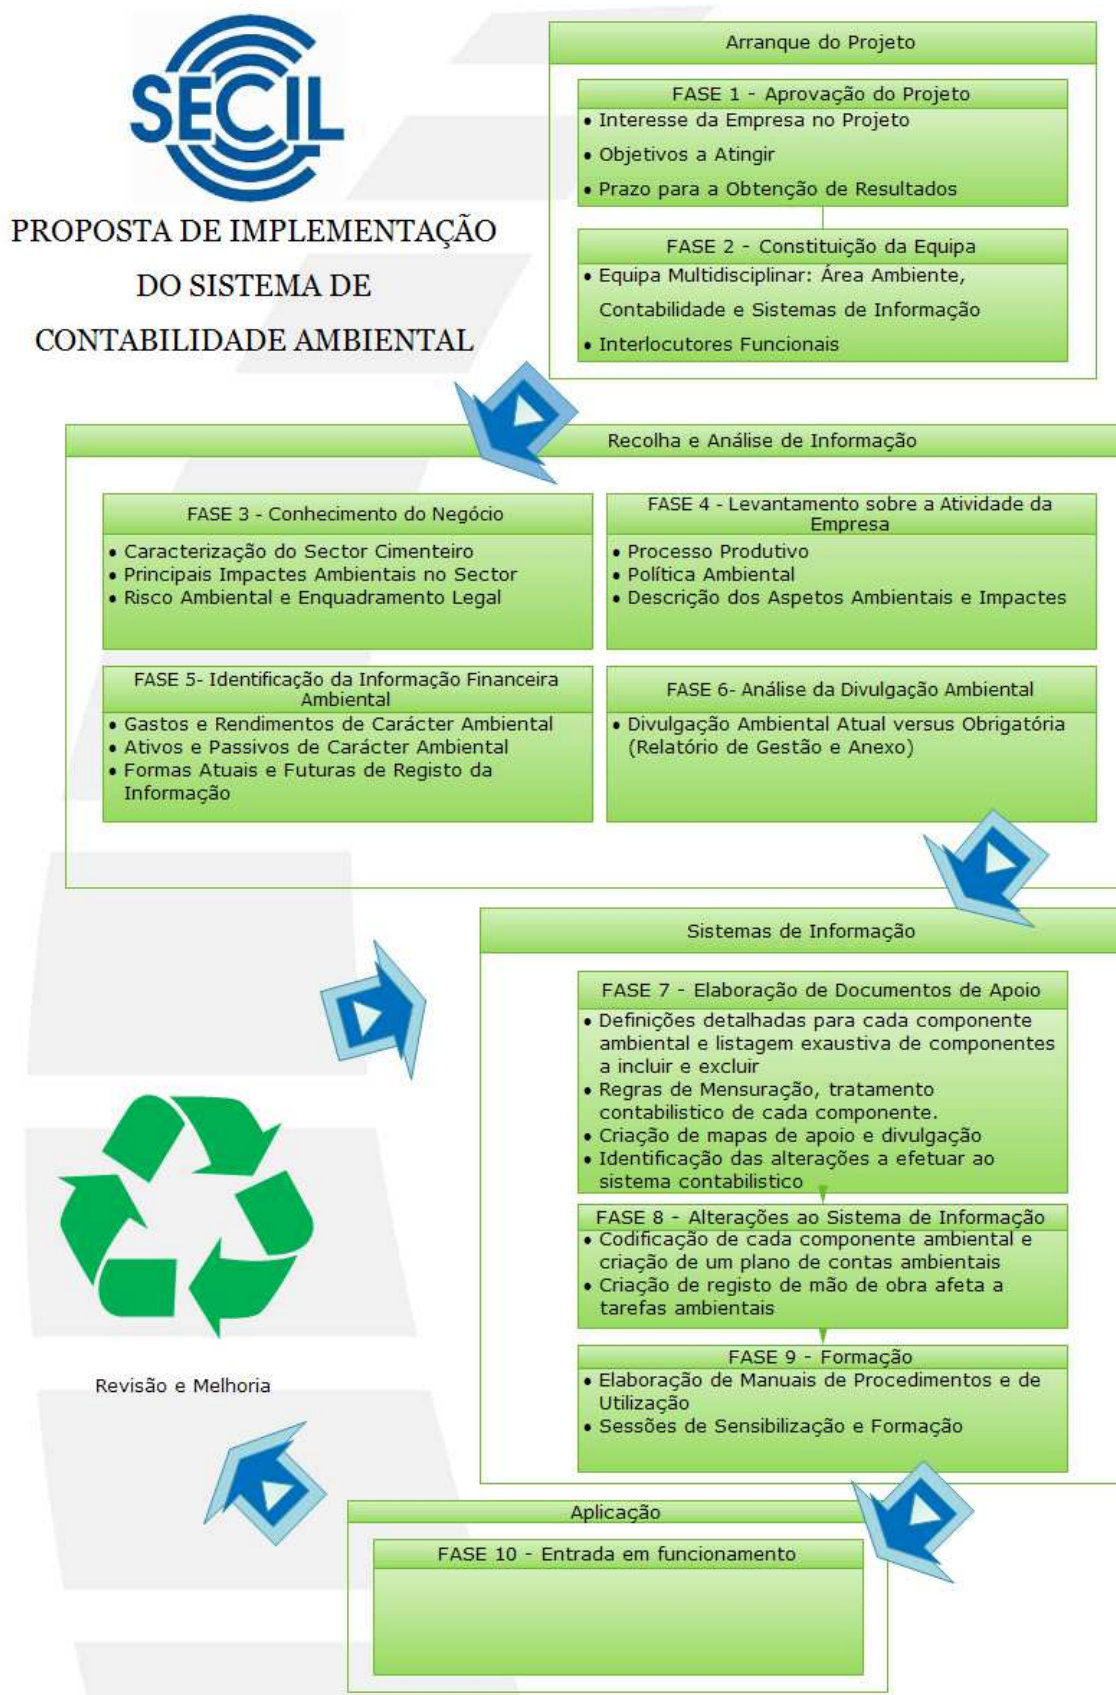 SECIL
PROPOSTA DE IMPLEMENTAÇÃO
DO SISTEMA DE
CONTABILIDADE AMBIENTAL
Arranque do Projeto
FASE 1 - Aprovação do Projeto
• Interesse da Empresa no Projeto
• Objetivos a Atingir
• Prazo para a Obtenção de Resultados
FASE 2 - Constituição da Equipa
• Equipa Multidisciplinar: Área Ambiente,
Contabilidade e Sistemas de Informação
• Interlocutores Funcionais
Recolha e Análise de Informação
FASE 3 - Conhecimento do Negócio
• Caracterização do Sector Cimenteiro
• Principais Impactes Ambientais no Sector
• Risco Ambiental e Enquadramento Legal
FASE 4 - Levantamento sobre a Atividade da
Empresa
• Processo Produtivo
• Política Ambiental
• Descrição dos Aspetos Ambientais e Impactes
FASE 5- Identificação da Informação Financeira
Ambiental
• Gastos e Rendimentos de Carácter Ambiental
• Ativos e Passivos de Carácter Ambiental
• Formas Atuais e Futuras de Registo da
Informação
FASE 6- Análise da Divulgação Ambiental
• Divulgação Ambiental Atual versus Obrigatória
(Relatório de Gestão e Anexo)
Sistemas de Informação
FASE 7 - Elaboração de Documentos de Apoio
• Definições detalhadas para cada componente
ambiental e listagem exaustiva de componentes
a incluir e excluir
• Regras de Mensuração, tratamento
contabilistico de cada componente.
• Criação de mapas de apoio e divulgação
• Identificação das alterações a efetuar ao
sistema contabilistico
FASE 8 - Alterações ao Sistema de Informação
• Codificação de cada componente ambiental e
criação de um plano de contas ambientais
• Criação de registo de mão de obra afeta a
tarefas ambientais
FASE 9 - Formação
• Elaboração de Manuais de Procedimentos e de
Utilização
• Sessões de Sensibilização e Formação
Revisão e Melhoria
Aplicação
FASE 10 - Entrada em funcionamento